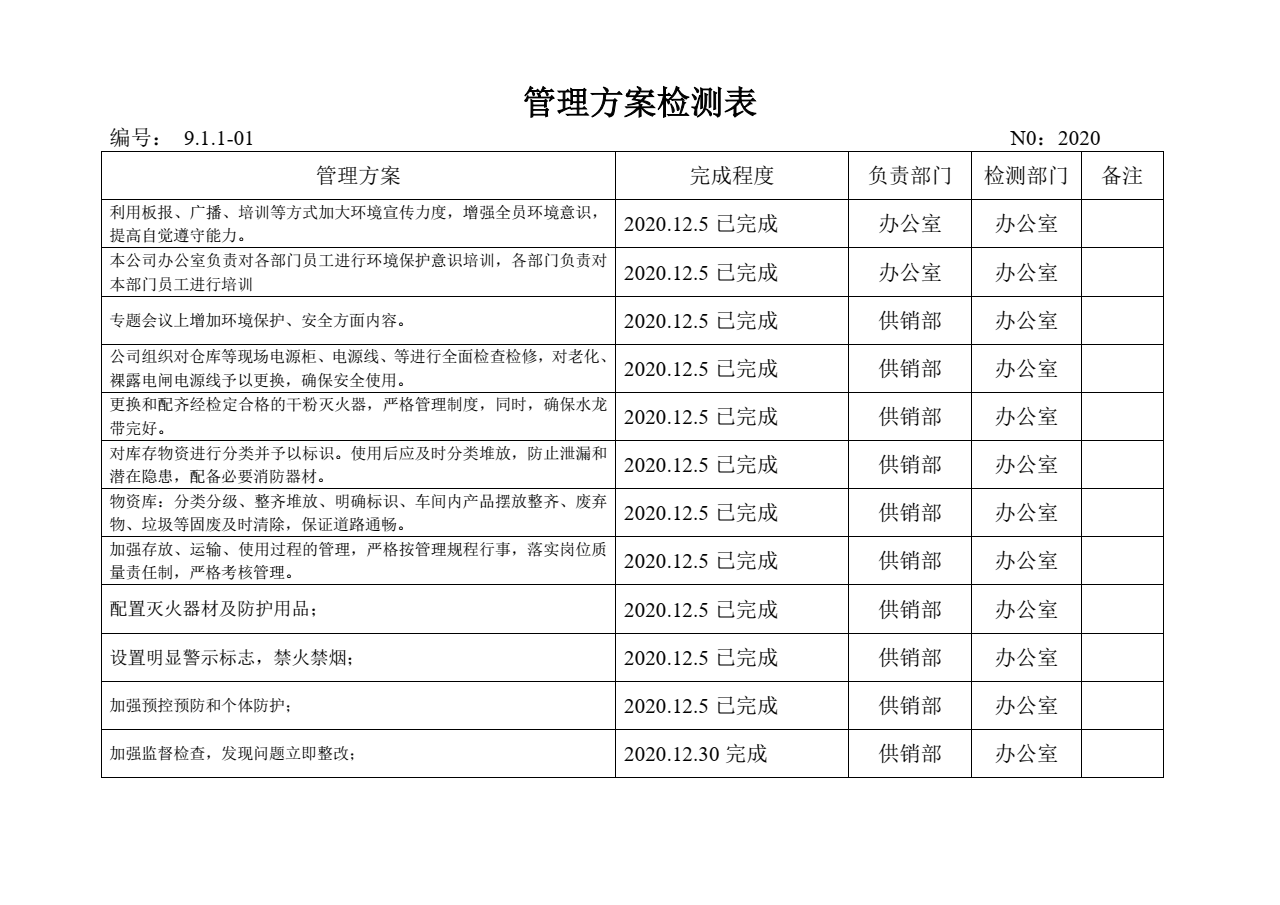 管理方案检测表
编号： 9.1.1-01 N0：2020
管理方案 完成程度 负责部门 检测部门 备注
利用板报、广播、培训等方式加大环境宣传力度，增强全员环境意识，
提高自觉遵守能力。
2020.12.5 已完成 办公室 办公室
本公司办公室负责对各部门员工进行环境保护意识培训，各部门负责对
本部门员工进行培训
2020.12.5 已完成 办公室 办公室
专题会议上增加环境保护、安全方面内容。 2020.12.5 已完成 供销部 办公室
公司组织对仓库等现场电源柜、电源线、等进行全面检查检修，对老化、
裸露电闸电源线予以更换，确保安全使用。
2020.12.5 已完成 供销部 办公室
更换和配齐经检定合格的干粉灭火器，严格管理制度，同时，确保水龙
带完好。
2020.12.5 已完成 供销部 办公室
对库存物资进行分类并予以标识。使用后应及时分类堆放，防止泄漏和
潜在隐患，配备必要消防器材。
2020.12.5 已完成 供销部 办公室
物资库：分类分级、整齐堆放、明确标识、车间内产品摆放整齐、废弃
物、垃圾等固废及时清除，保证道路通畅。
2020.12.5 已完成 供销部 办公室
加强存放、运输、使用过程的管理，严格按管理规程行事，落实岗位质
量责任制，严格考核管理。
2020.12.5 已完成 供销部 办公室
配置灭火器材及防护用品； 2020.12.5 已完成 供销部 办公室
设置明显警示标志，禁火禁烟； 2020.12.5 已完成 供销部 办公室
加强预控预防和个体防护； 2020.12.5 已完成 供销部 办公室
加强监督检查，发现问题立即整改； 2020.12.30 完成 供销部 办公室